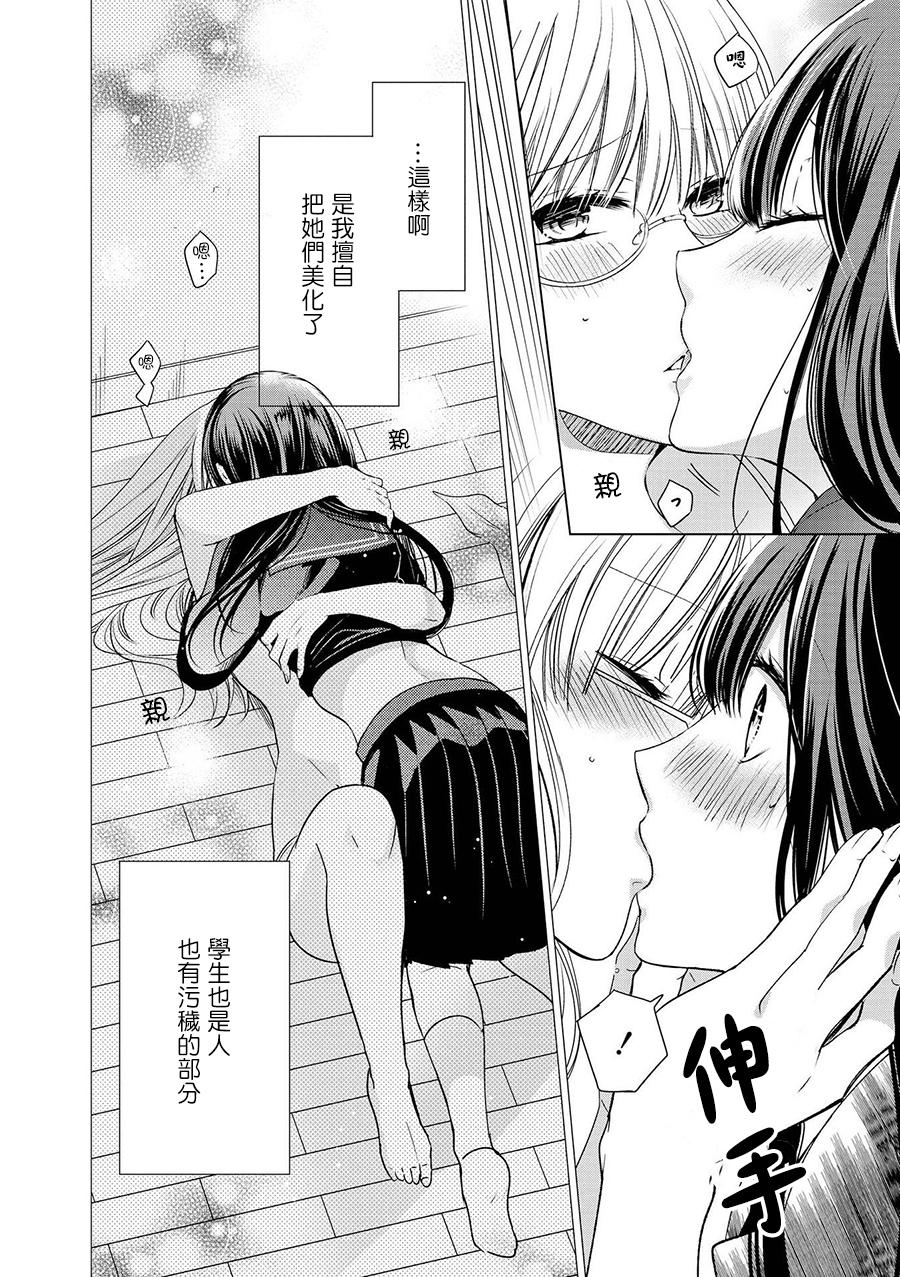 嗯
親
っ
！
伸手
…這樣啊
是我擅自
把她們美化了
嗯…
嗯
親
親
學生也是人
也有污穢的部分